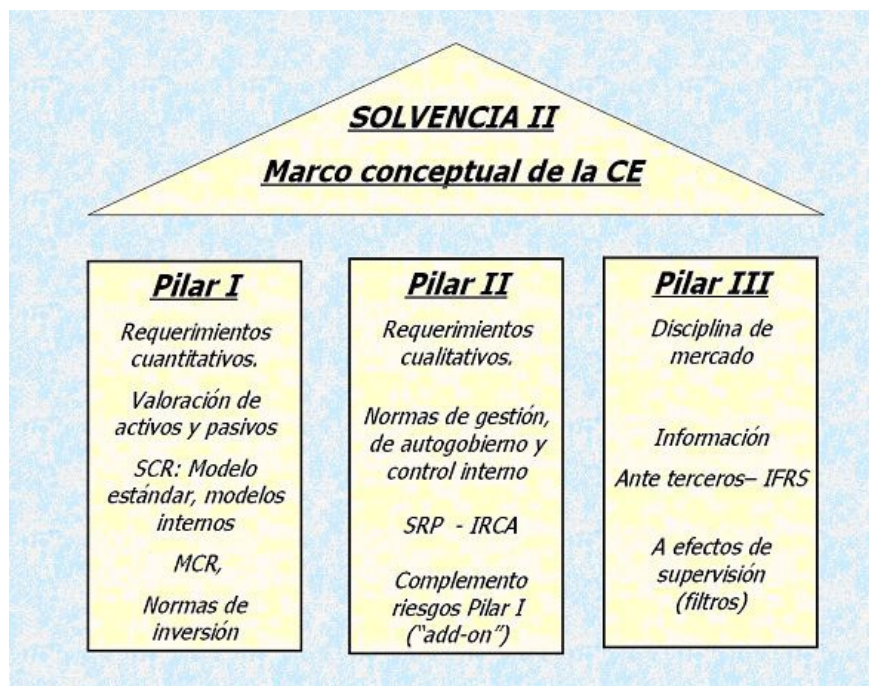 SOLVENCIA II
Marco conceptual de la CE
Pilar I
Requerimientos
cuantitativos.
Valoración de
activos y pasivos
SCR: Modelo
estándar, modelos
internos
MCR,
Normas de
inversión
Pilar II
Requerimientos
cualitativos.
Normas de gestión,
de autogobierno y
control interno
SRP - IRCA
Complemento
riesgos Pilar I
("add-on")
Pilar III
Disciplina de
mercado
Información
Ante terceros– IFRS
A efectos de
supervisión
(filtros)